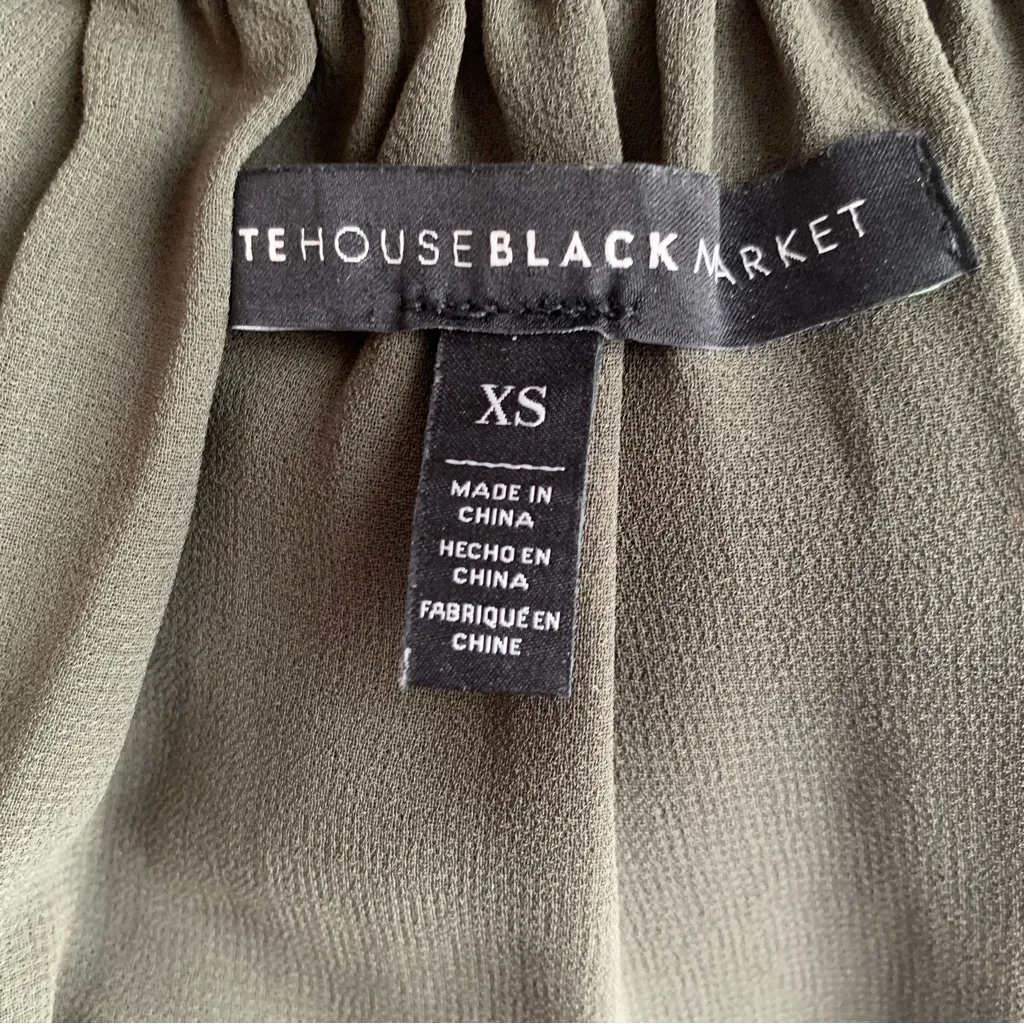 TEHOUSEBLACKMARKET
XS
MADE IN
CHINA
HECHO EN
CHINA
FABRIQUÉ EN
CHINE